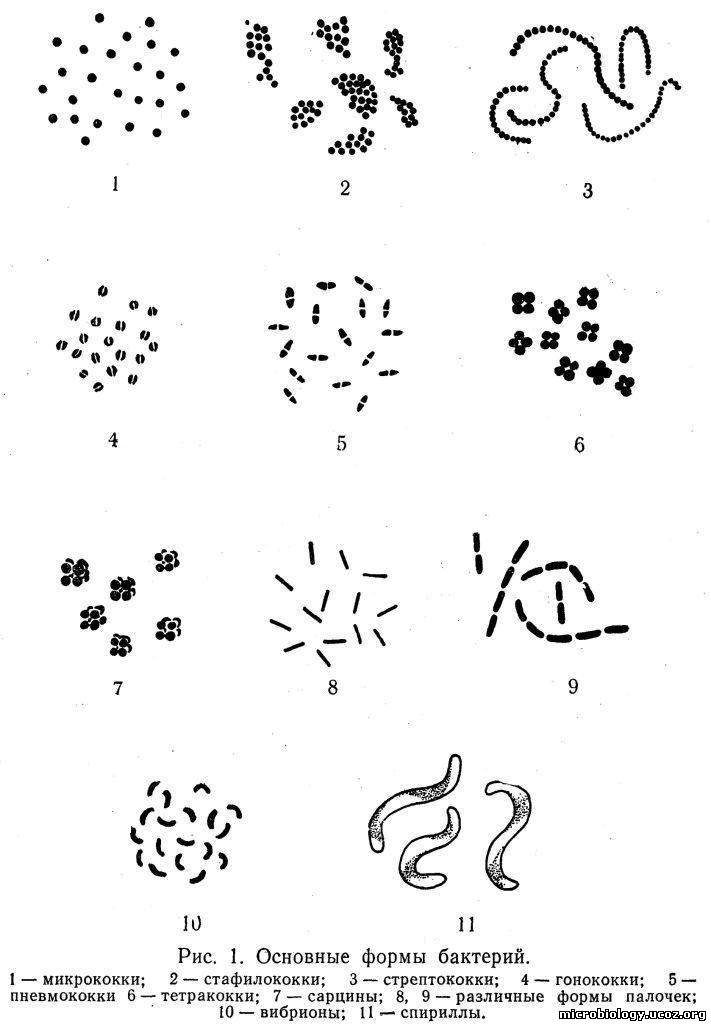 1
2
3
4
5
6
7
8
9
10
11
Рис. 1. Основные формы бактерий.
1 — микрококки; 2 — стафилококки; 3 — стрептококки; 4 — гонококки; 5 —
пневмококки 6 — тетракокки; 7 — сарцины; 8, 9 — различные формы палочек;
10 — вибрионы; 11 — спириллы.
microbiology.ucoz.org